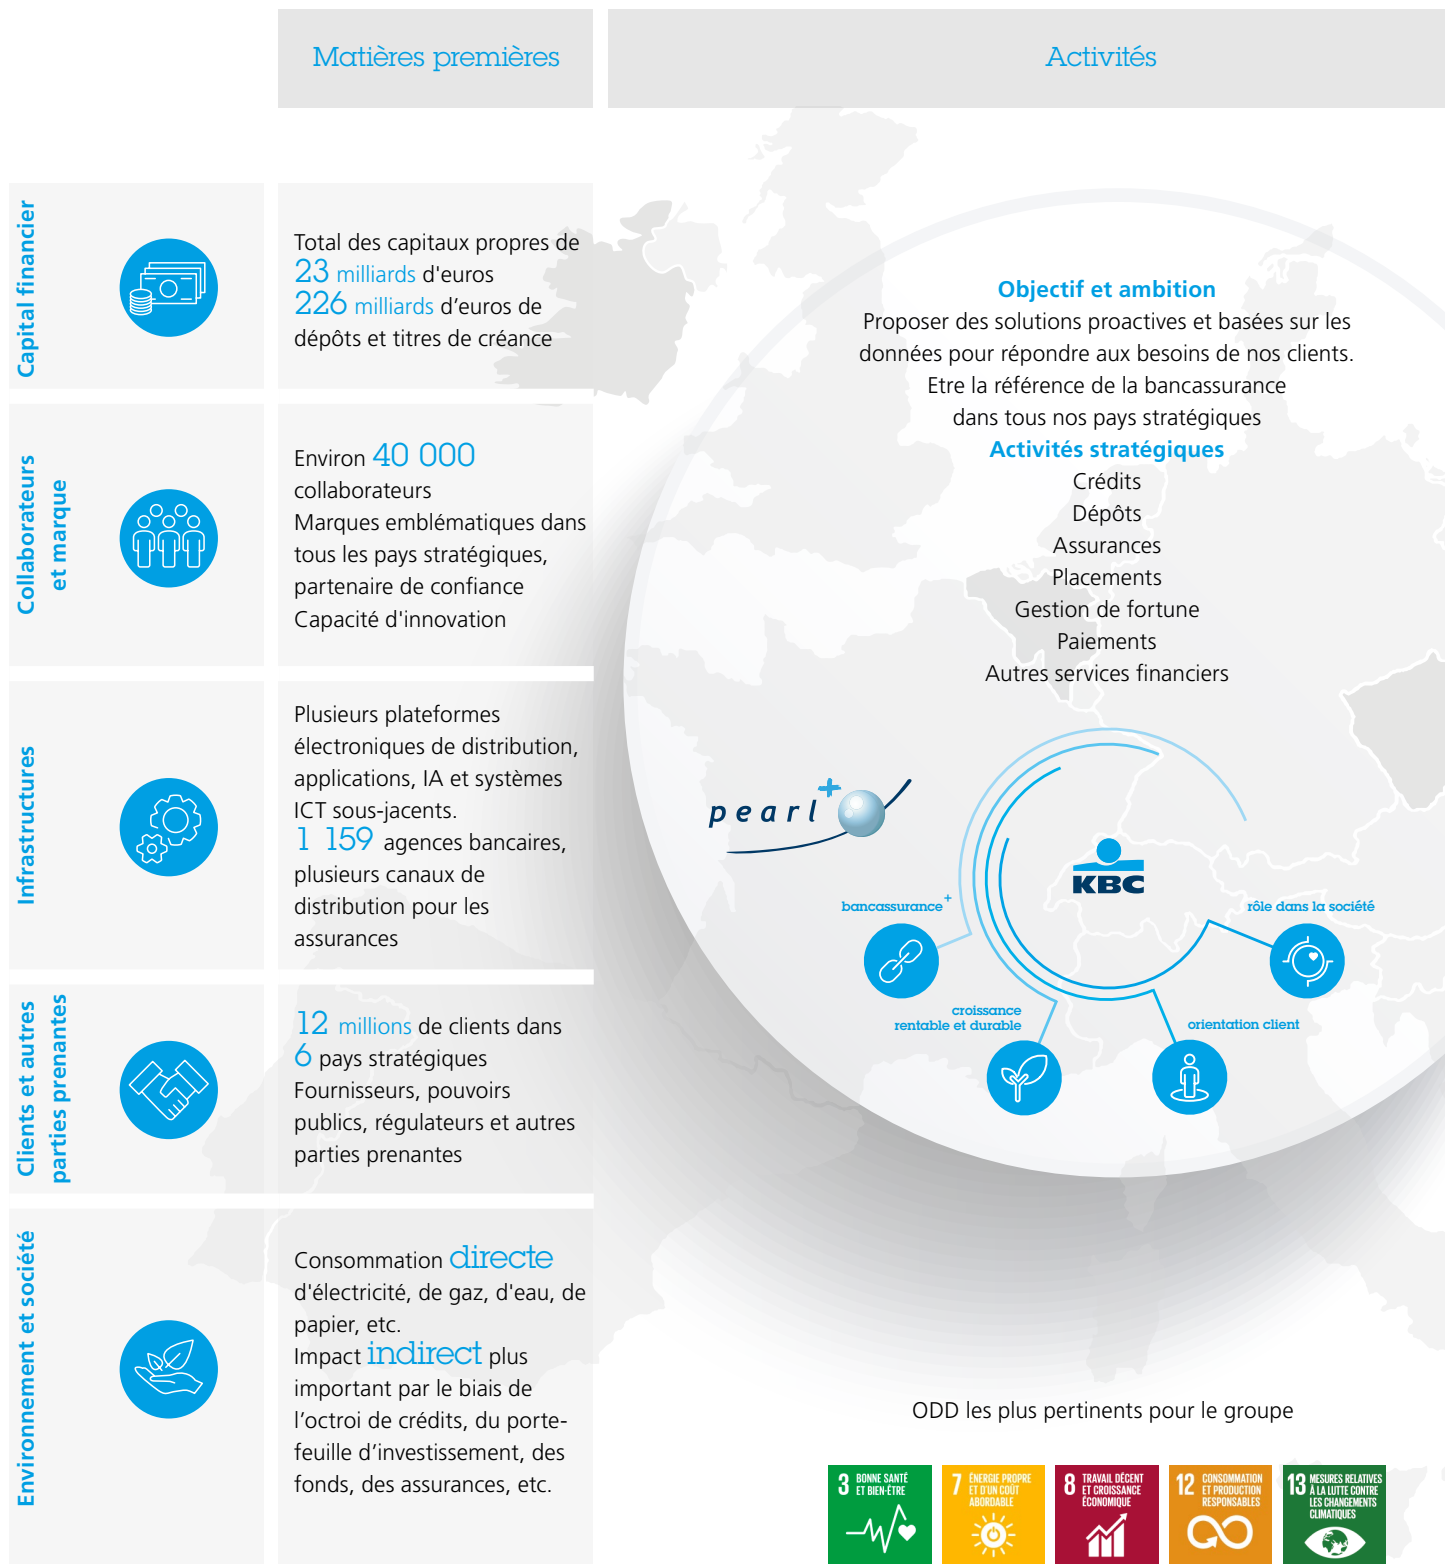 Matières premières
Activités
Capital financier
Total des capitaux propres de
23 milliards d'euros
226 milliards d’euros de
dépôts et titres de créance
Collaborateurs
et marque
Environ 40 000
collaborateurs
Marques emblématiques dans
tous les pays stratégiques,
partenaire de confiance
Capacité d'innovation
Infrastructures
Plusieurs plateformes
électroniques de distribution,
applications, IA et systèmes
ICT sous-jacents.
1 159 agences bancaires,
plusieurs canaux de
distribution pour les
assurances
Clients et autres
parties prenantes
12 millions de clients dans
6 pays stratégiques
Fournisseurs, pouvoirs
publics, régulateurs et autres
parties prenantes
Environnement et société
Consommation directe
d'électricité, de gaz, d'eau, de
papier, etc.
Impact indirect plus
important par le biais de
l’octroi de crédits, du porte-
feuille d’investissement, des
fonds, des assurances, etc.
Objectif et ambition
Proposer des solutions proactives et basées sur les
données pour répondre aux besoins de nos clients.
Etre la référence de la bancassurance
dans tous nos pays stratégiques
Activités stratégiques
Crédits
Dépôts
Assurances
Placements
Gestion de fortune
Paiements
Autres services financiers
pearl+
KBC
bancassurance+
rôle dans la société
croissance
rentable et durable
orientation client
ODD les plus pertinents pour le groupe
3 BONNE SANTÉ
ET BIEN-ÊTRE
7 ÉNERGIE PROPRE
ET D'UN COÛT
ABORDABLE
8 TRAVAIL DÉCENT
ET CROISSANCE
ÉCONOMIQUE
12 CONSOMMATION
ET PRODUCTION
RESPONSABLES
13 MESURES RELATIVES
À LA LUTTE CONTRE
LES CHANGEMENTS
CLIMATIQUES